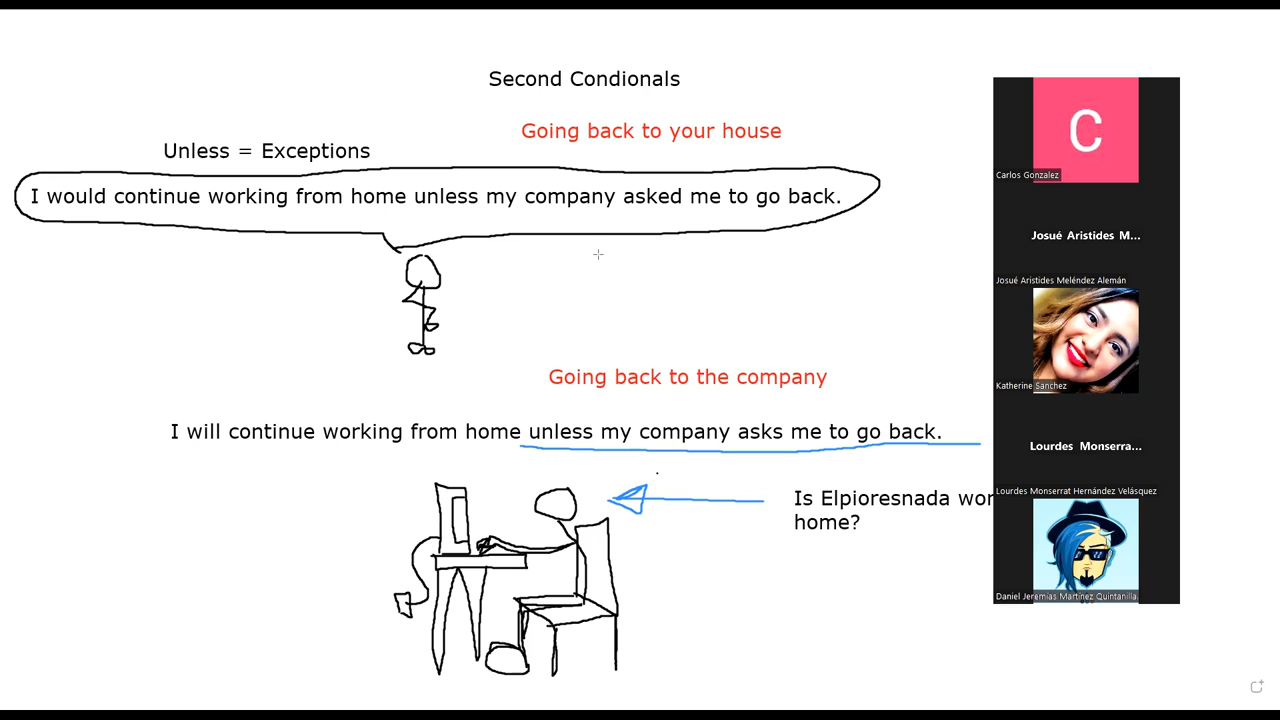 Second Condionals
Going back to your house
Unless = Exceptions
I would continue working from home unless my company asked me to go back.
Going back to the company
I will continue working from home unless my company asks me to go back.
Is Elpioresnada wor
home?
C
Carlos Gonzalez
Josué Aristides M...
Josué Aristides Meléndez Alemán
Katherine Sanchez
Lourdes Monserra...
Lourdes Monserrat Hernández Velásquez
Daniel Jeremias Martínez Quintanilla